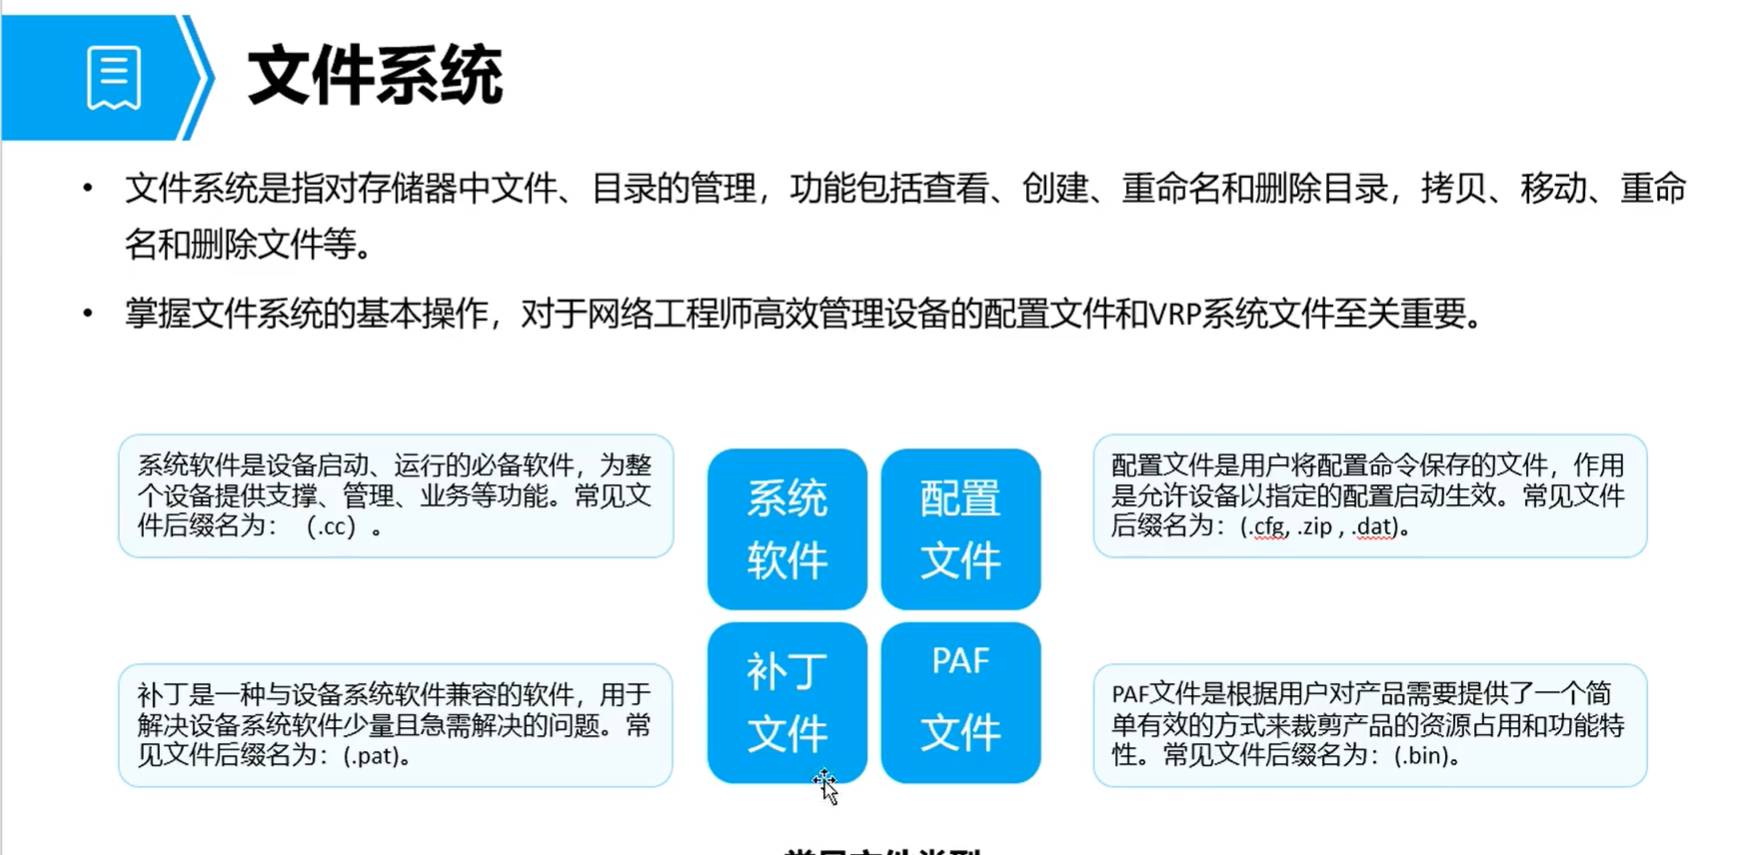 文件系统
• 文件系统是指对存储器中文件、目录的管理，功能包括查看、创建、重命名和删除目录，拷贝、移动、重命
名和删除文件等。
• 掌握文件系统的基本操作，对于网络工程师高效管理设备的配置文件和VRP系统文件至关重要。
系统软件是设备启动、运行的必备软件，为整
个设备提供支撑、管理、业务等功能。常见文
件后缀名为：（.cc）。
系统
软件
配置
文件
配置文件是用户将配置命令保存的文件，作用
是允许设备以指定的配置启动生效。常见文件
后缀名为：(.cfg, .zip , .dat)。
补丁是一种与设备系统软件兼容的软件，用于
解决设备系统软件少量且急需解决的问题。常
见文件后缀名为：(.pat)。
补丁
文件
PAF
文件
PAF文件是根据用户对产品需要提供了一个简
单有效的方式来裁剪产品的资源占用和功能特
性。常见文件后缀名为：(.bin)。
常见文件类型